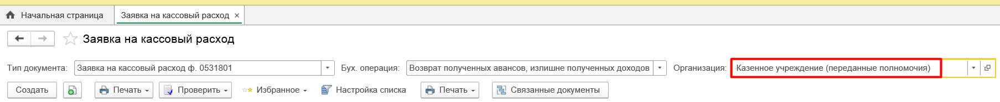 Начальная страница Заявка на кассовый расход ×
Заявка на кассовый расход
Тип документа: Заявка на кассовый расход ф. 0531801 Бух. операция: Возврат полученных авансов, излишне полученных доходов Организация: Казенное учреждение (переданные полномочия)
Создать Печать Проверить Избранное Настройка списка Печать Связанные документы